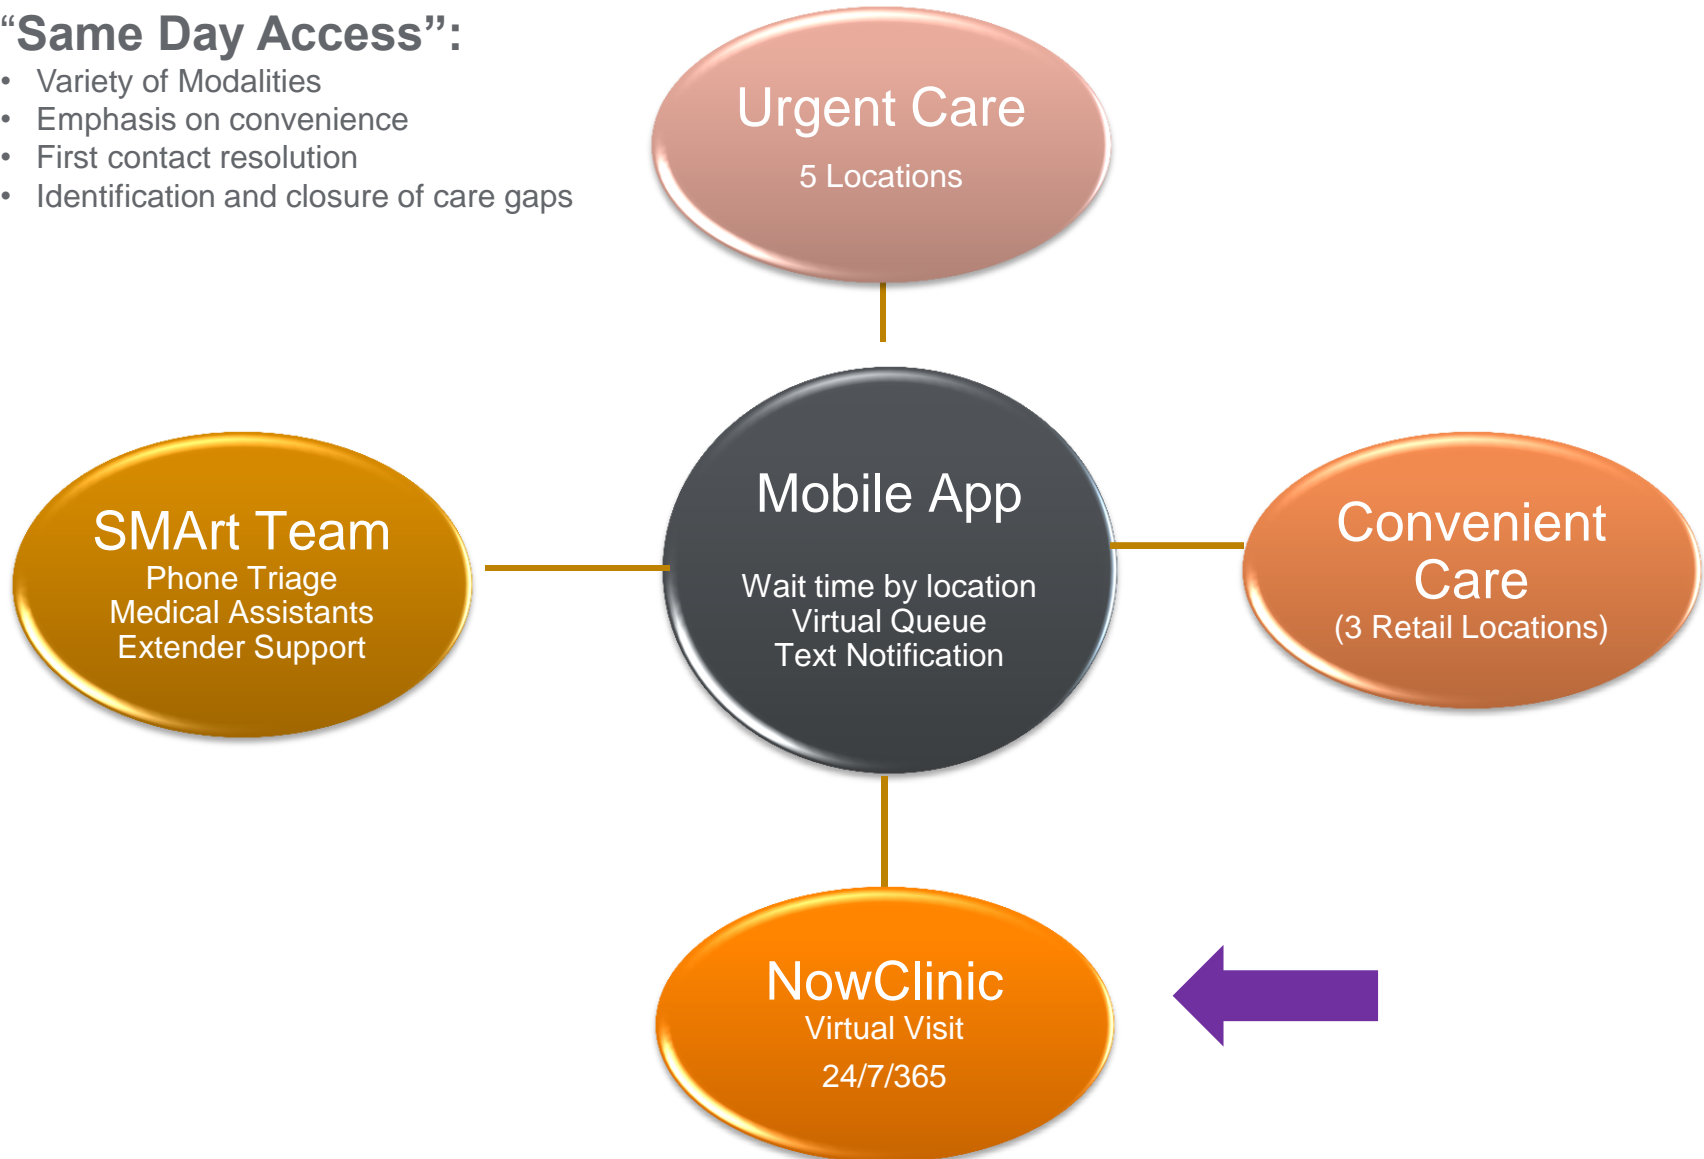 “Same Day Access”:
• Variety of Modalities
• Emphasis on convenience
• First contact resolution
• Identification and closure of care gaps
Urgent Care
5 Locations
SMArt Team
Phone Triage
Medical Assistants
Extender Support
Mobile App
Wait time by location
Virtual Queue
Text Notification
Convenient
Care
(3 Retail Locations)
NowClinic
Virtual Visit
24/7/365